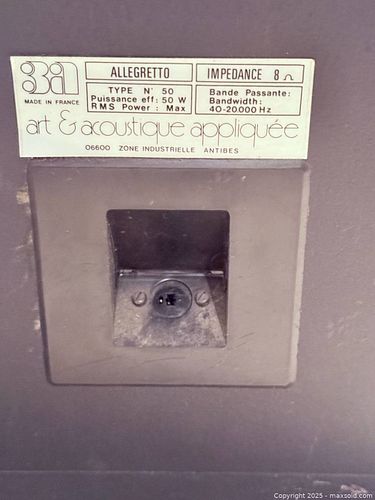 3a
MADE IN FRANCE
ALLEGRETTO
IMPEDANCE 8 Ω
TYPE N° 50
Puissance eff: 50 W
RMS Power : Max
Bande Passante:
Bandwidth:
40-20000 Hz
art & acoustique appliquée
06600 ZONE INDUSTRIELLE ANTIBES
Copyright 2025 - maxsold.com